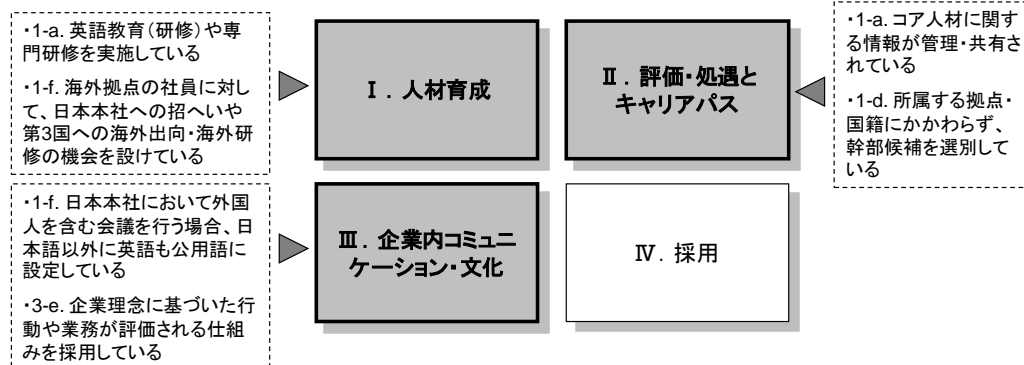 ・1-a. 英語教育（研修）や専
門研修を実施している
・1-f. 海外拠点の社員に対し
て、日本本社への招へいや
第3国への海外出向・海外研
修の機会を設けている
Ⅰ．人材育成
Ⅱ．評価・処遇と
キャリアパス
・1-a. コア人材に関す
る情報が管理・共有さ
れている
・1-d. 所属する拠点・
国籍にかかわらず、
幹部候補を選別して
いる
・1-f. 日本本社において外国
人を含む会議を行う場合、日
本語以外に英語も公用語に
設定している
・3-e. 企業理念に基づいた行
動や業務が評価される仕組
みを採用している
Ⅲ．企業内コミュニ
ケーション・文化
Ⅳ．採用